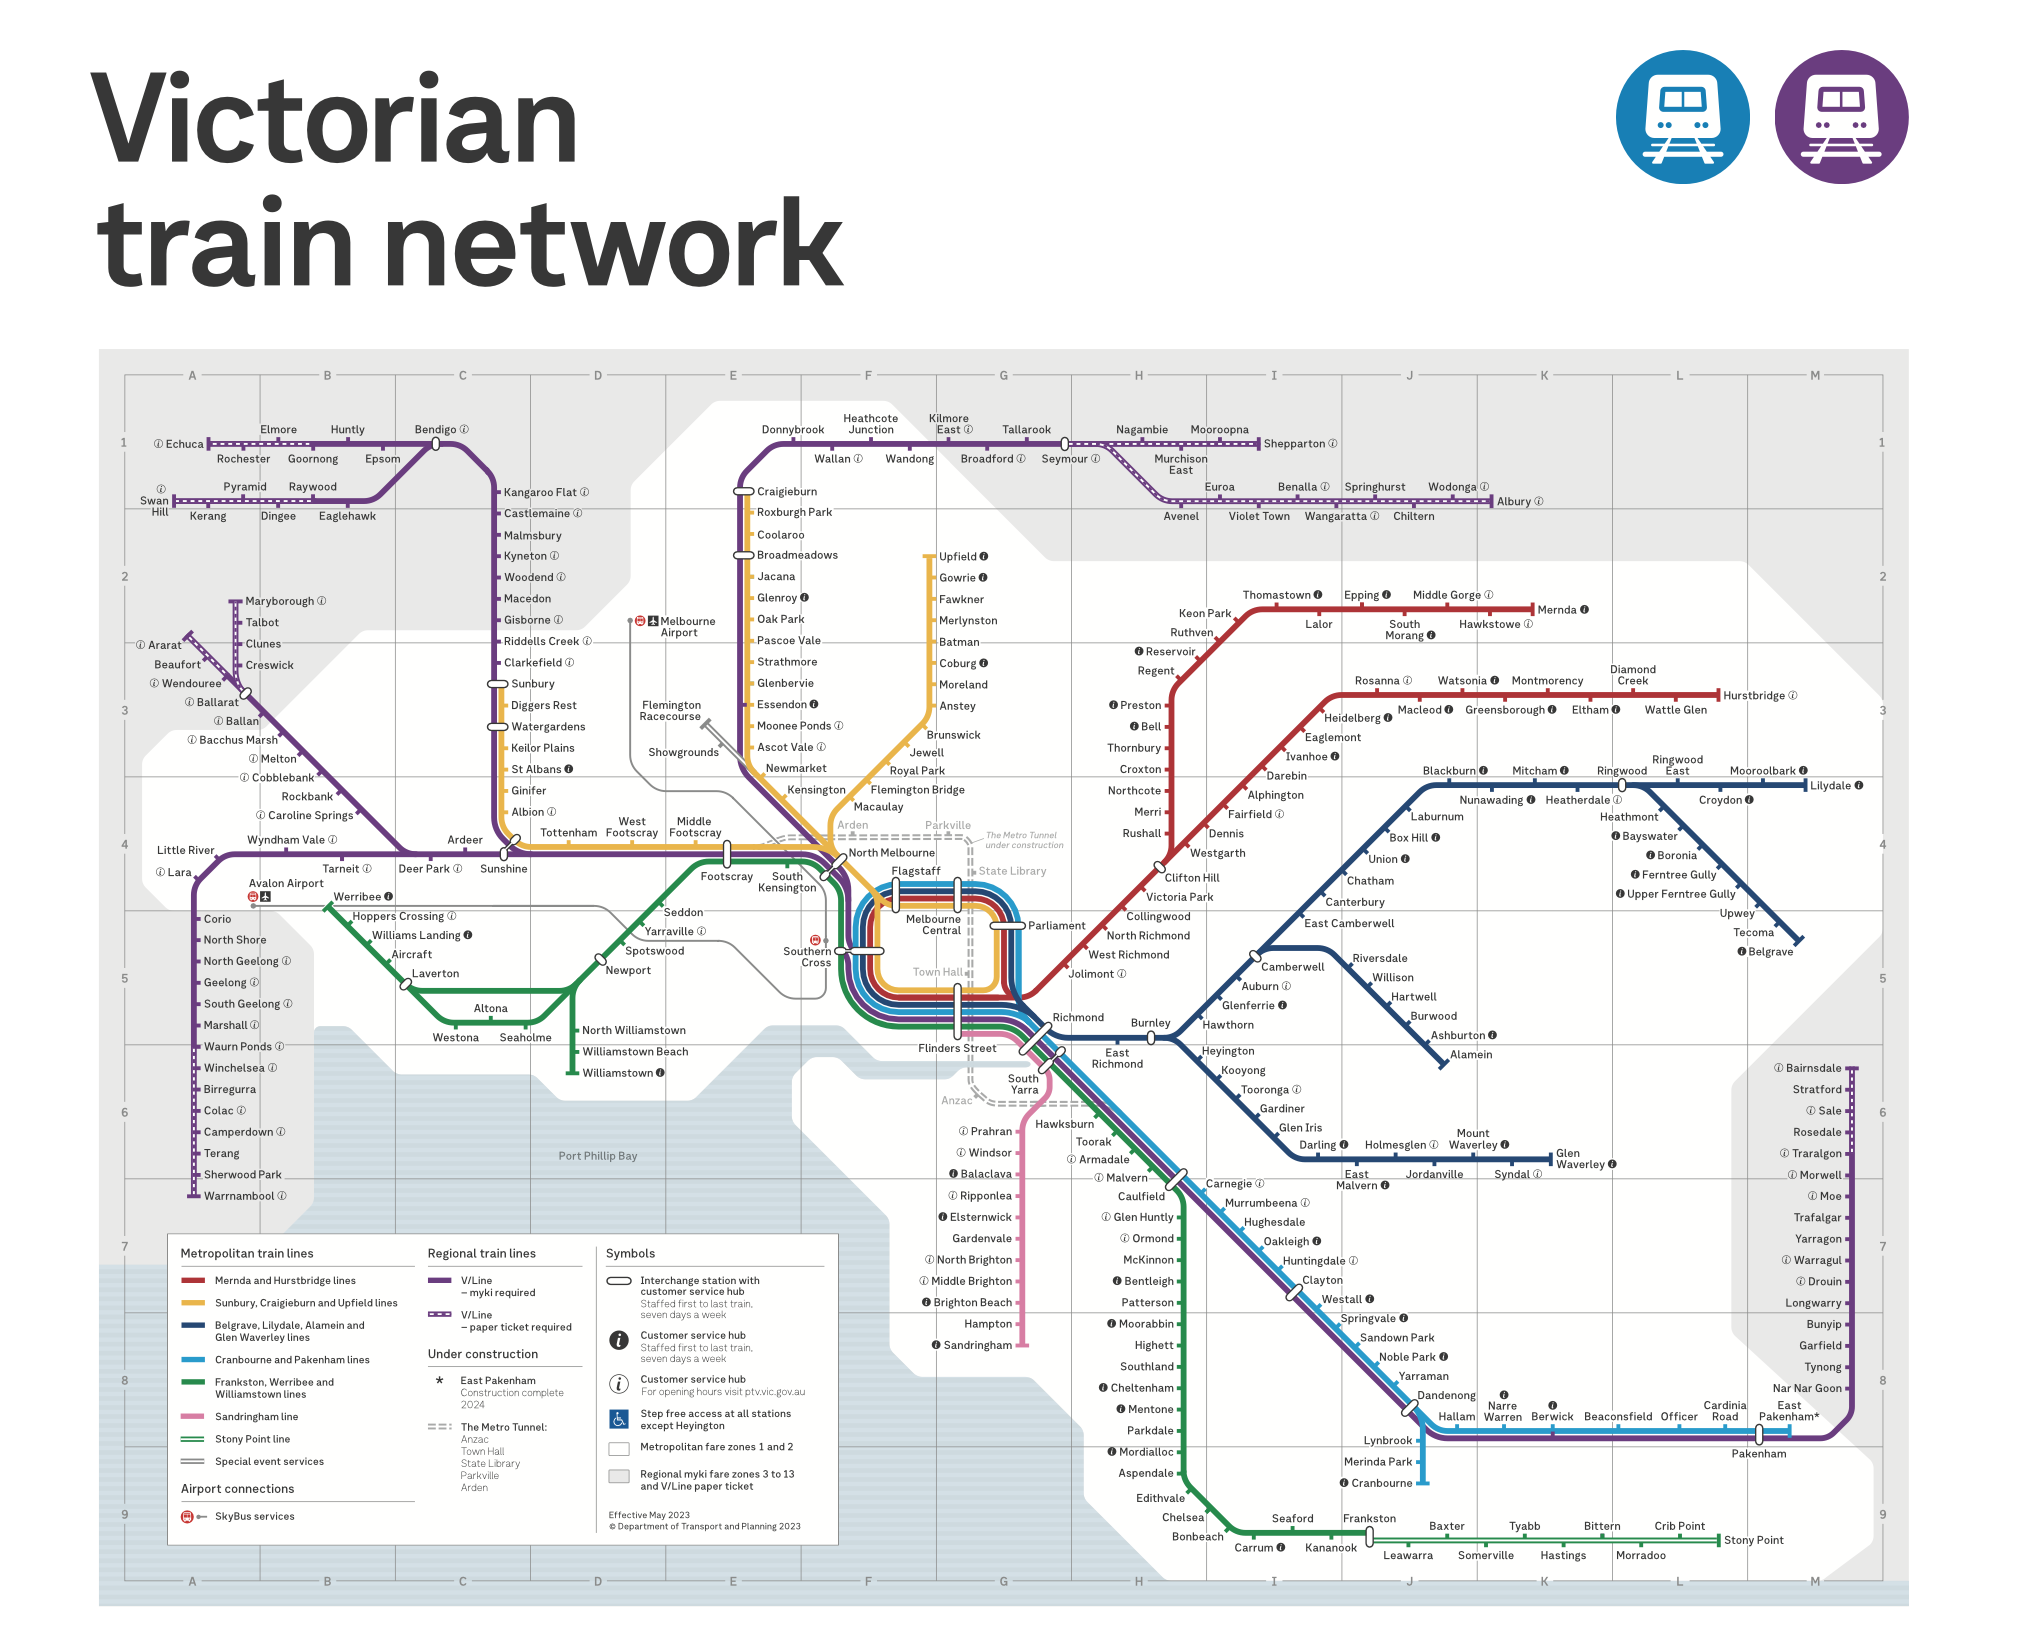 Victorian
train network
A B C D E F G H I J K L M
1
2
3
4
5
6
7
8
9
Echuca
Elmore
Huntly
Bendigo
Rochester
Goornong
Epsom
Swan
Hill
Pyramid
Raywood
Kerang
Dingee
Eaglehawk
Kangaroo Flat
Castlemaine
Malmsbury
Kyneton
Woodend
Macedon
Gisborne
Riddells Creek
Clarkefield
Sunbury
Diggers Rest
Watergardens
Keilor Plains
St Albans
Ginifer
Albion
Maryborough
Talbot
Clunes
Creswick
Ararat
Beaufort
Wendouree
Ballarat
Ballan
Bacchus Marsh
Melton
Cobblebank
Rockbank
Caroline Springs
Little River
Wyndham Vale
Ardeer
Lara
Tarneit
Deer Park
Sunshine
Tottenham
West
Footscray
Middle
Footscray
Footscray
South
Kensington
Avalon Airport
Werribee
Hoppers Crossing
Williams Landing
Aircraft
Laverton
Altona
Westona
Seaholme
Seddon
Yarraville
Spotswood
Newport
North Williamstown
Williamstown Beach
Williamstown
Corio
North Shore
North Geelong
Geelong
South Geelong
Marshall
Waurn Ponds
Winchelsea
Birregurra
Colac
Camperdown
Terang
Sherwood Park
Warrnambool
Donnybrook
Heathcote
Junction
Kilmore
East
Tallarook
Wallan
Wandong
Broadford
Seymour
Nagambie
Mooroopna
Shepparton
Murchison
East
Euroa
Benalla
Springhurst
Wodonga
Albury
Avenel
Violet Town
Wangaratta
Chiltern
Craigieburn
Roxburgh Park
Coolaroo
Broadmeadows
Jacana
Glenroy
Oak Park
Pascoe Vale
Strathmore
Glenbervie
Essendon
Moonee Ponds
Ascot Vale
Newmarket
Kensington
Melbourne
Airport
Flemington
Racecourse
Showgrounds
Upfield
Gowrie
Fawkner
Merlynston
Batman
Coburg
Moreland
Anstey
Brunswick
Jewell
Royal Park
Flemington Bridge
Macaulay
Arden
Parkville
The Metro Tunnel
under construction
State Library
North Melbourne
Flagstaff
Melbourne
Central
Parliament
Southern
Cross
Town Hall
Flinders Street
Richmond
South
Yarra
Anzac
Thomastown
Epping
Middle Gorge
Mernda
Keon Park
Lalor
South
Morang
Hawkstowe
Ruthven
Reservoir
Regent
Preston
Bell
Thornbury
Croxton
Northcote
Merri
Rushall
Rosanna
Watsonia
Montmorency
Diamond
Creek
Hurstbridge
Macleod
Greensborough
Eltham
Wattle Glen
Heidelberg
Eaglemont
Ivanhoe
Darebin
Alphington
Fairfield
Dennis
Westgarth
Clifton Hill
Victoria Park
Collingwood
North Richmond
West Richmond
Jolimont
Blackburn
Mitcham
Ringwood
Ringwood
East
Mooroolbark
Lilydale
Nunawading
Heatherdale
Croydon
Laburnum
Box Hill
Union
Chatham
Canterbury
East Camberwell
Heathmont
Bayswater
Boronia
Ferntree Gully
Upper Ferntree Gully
Upwey
Tecoma
Belgrave
Camberwell
Auburn
Glenferrie
Hawthorn
Burnley
East
Richmond
Riversdale
Willison
Hartwell
Burwood
Ashburton
Alamein
Heyington
Kooyong
Tooronga
Gardiner
Glen Iris
Darling
Holmesglen
Mount
Waverley
Glen
Waverley
East
Malvern
Jordanville
Syndal
Hawksburn
Toorak
Armadale
Malvern
Caulfield
Glen Huntly
Ormond
McKinnon
Bentleigh
Patterson
Moorabbin
Highett
Southland
Cheltenham
Mentone
Parkdale
Mordialloc
Aspendale
Edithvale
Chelsea
Bonbeach
Carrum
Seaford
Kananook
Frankston
Baxter
Tyabb
Bittern
Crib Point
Stony Point
Leawarra
Somerville
Hastings
Morradoo
Prahran
Windsor
Balaclava
Ripponlea
Elsternwick
Gardenvale
North Brighton
Middle Brighton
Brighton Beach
Hampton
Sandringham
Carnegie
Murrumbeena
Hughesdale
Oakleigh
Huntingdale
Clayton
Westall
Springvale
Sandown Park
Noble Park
Yarraman
Dandenong
Hallam
Narre
Warren
Berwick
Beaconsfield
Officer
Cardinia
Road
East
Pakenham*
Pakenham
Lynbrook
Merinda Park
Cranbourne
Bairnsdale
Stratford
Sale
Rosedale
Traralgon
Morwell
Moe
Trafalgar
Yarragon
Warragul
Drouin
Longwarry
Bunyip
Garfield
Tynong
Nar Nar Goon
Port Phillip Bay
Metropolitan train lines
Mernda and Hurstbridge lines
Sunbury, Craigieburn and Upfield lines
Belgrave, Lilydale, Alamein and
Glen Waverley lines
Cranbourne and Pakenham lines
Frankston, Werribee and
Williamstown lines
Sandringham line
Stony Point line
Special event services
Airport connections
SkyBus services
Regional train lines
V/Line
– myki required
V/Line
– paper ticket required
Under construction
* East Pakenham
Construction complete
2024
The Metro Tunnel:
Anzac
Town Hall
State Library
Parkville
Arden
Symbols
Interchange station with
customer service hub
Staffed first to last train,
seven days a week
Customer service hub
Staffed first to last train,
seven days a week
Customer service hub
For opening hours visit ptv.vic.gov.au
Step free access at all stations
except Heyington
Metropolitan fare zones 1 and 2
Regional myki fare zones 3 to 13
and V/Line paper ticket
Effective May 2023
© Department of Transport and Planning 2023
A B C D E F G H I J K L M